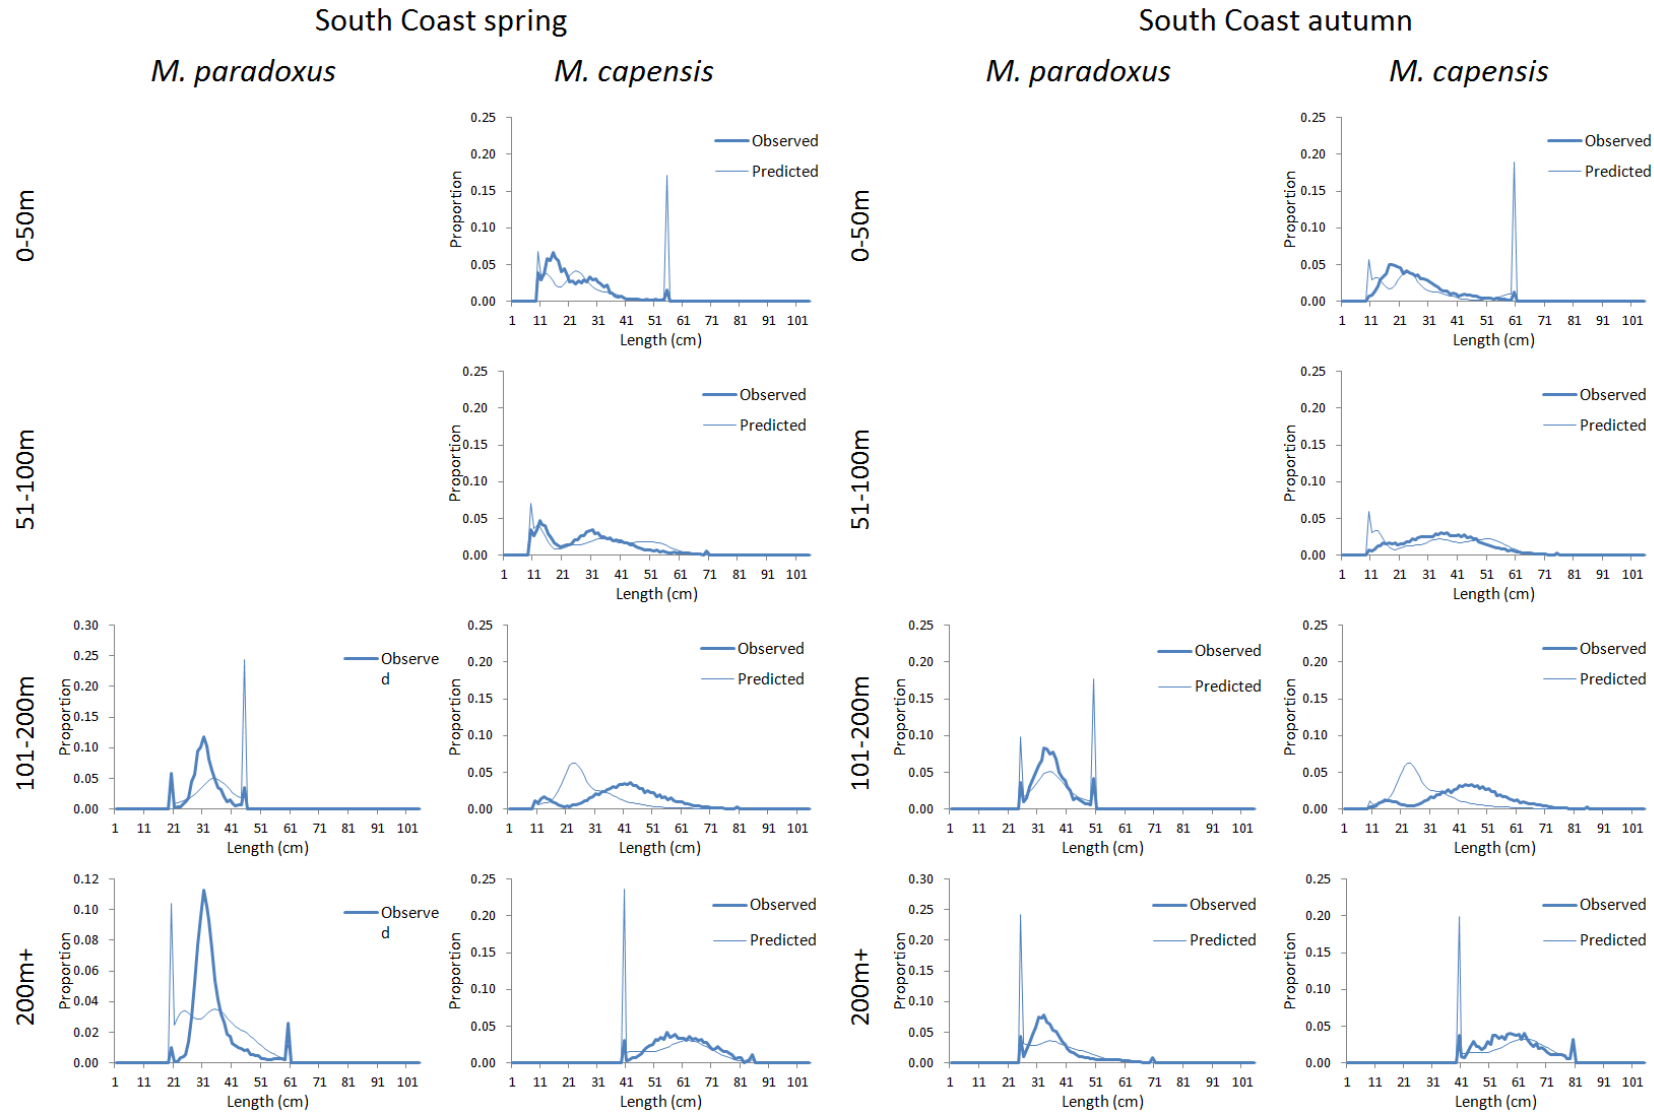 South Coast spring
South Coast autumn
M. paradoxus
M. capensis
M. paradoxus
M. capensis
0-50m
Proportion
0.25
0.20
0.15
0.10
0.05
0.00
Observed
Predicted
1 11 21 31 41 51 61 71 81 91 101
Length (cm)
0-50m
Proportion
0.25
0.20
0.15
0.10
0.05
0.00
Observed
Predicted
1 11 21 31 41 51 61 71 81 91 101
Length (cm)
51-100m
Proportion
0.25
0.20
0.15
0.10
0.05
0.00
Observed
Predicted
1 11 21 31 41 51 61 71 81 91 101
Length (cm)
51-100m
Proportion
0.25
0.20
0.15
0.10
0.05
0.00
Observed
Predicted
1 11 21 31 41 51 61 71 81 91 101
Length (cm)
101-200m
Proportion
0.30
0.25
0.20
0.15
0.10
0.05
0.00
Observe
d
1 11 21 31 41 51 61 71 81 91 101
Length (cm)
Proportion
0.25
0.20
0.15
0.10
0.05
0.00
Observed
Predicted
1 11 21 31 41 51 61 71 81 91 101
Length (cm)
101-200m
Proportion
0.25
0.20
0.15
0.10
0.05
0.00
Observed
Predicted
1 11 21 31 41 51 61 71 81 91 101
Length (cm)
Proportion
0.25
0.20
0.15
0.10
0.05
0.00
Observed
Predicted
1 11 21 31 41 51 61 71 81 91 101
Length (cm)
200m+
Proportion
0.12
0.10
0.08
0.06
0.04
0.02
0.00
Observe
d
1 11 21 31 41 51 61 71 81 91 101
Length (cm)
Proportion
0.25
0.20
0.15
0.10
0.05
0.00
Observed
Predicted
1 11 21 31 41 51 61 71 81 91 101
Length (cm)
200m+
Proportion
0.30
0.25
0.20
0.15
0.10
0.05
0.00
Observed
Predicted
1 11 21 31 41 51 61 71 81 91 101
Length (cm)
Proportion
0.25
0.20
0.15
0.10
0.05
0.00
Observed
Predicted
1 11 21 31 41 51 61 71 81 91 101
Length (cm)